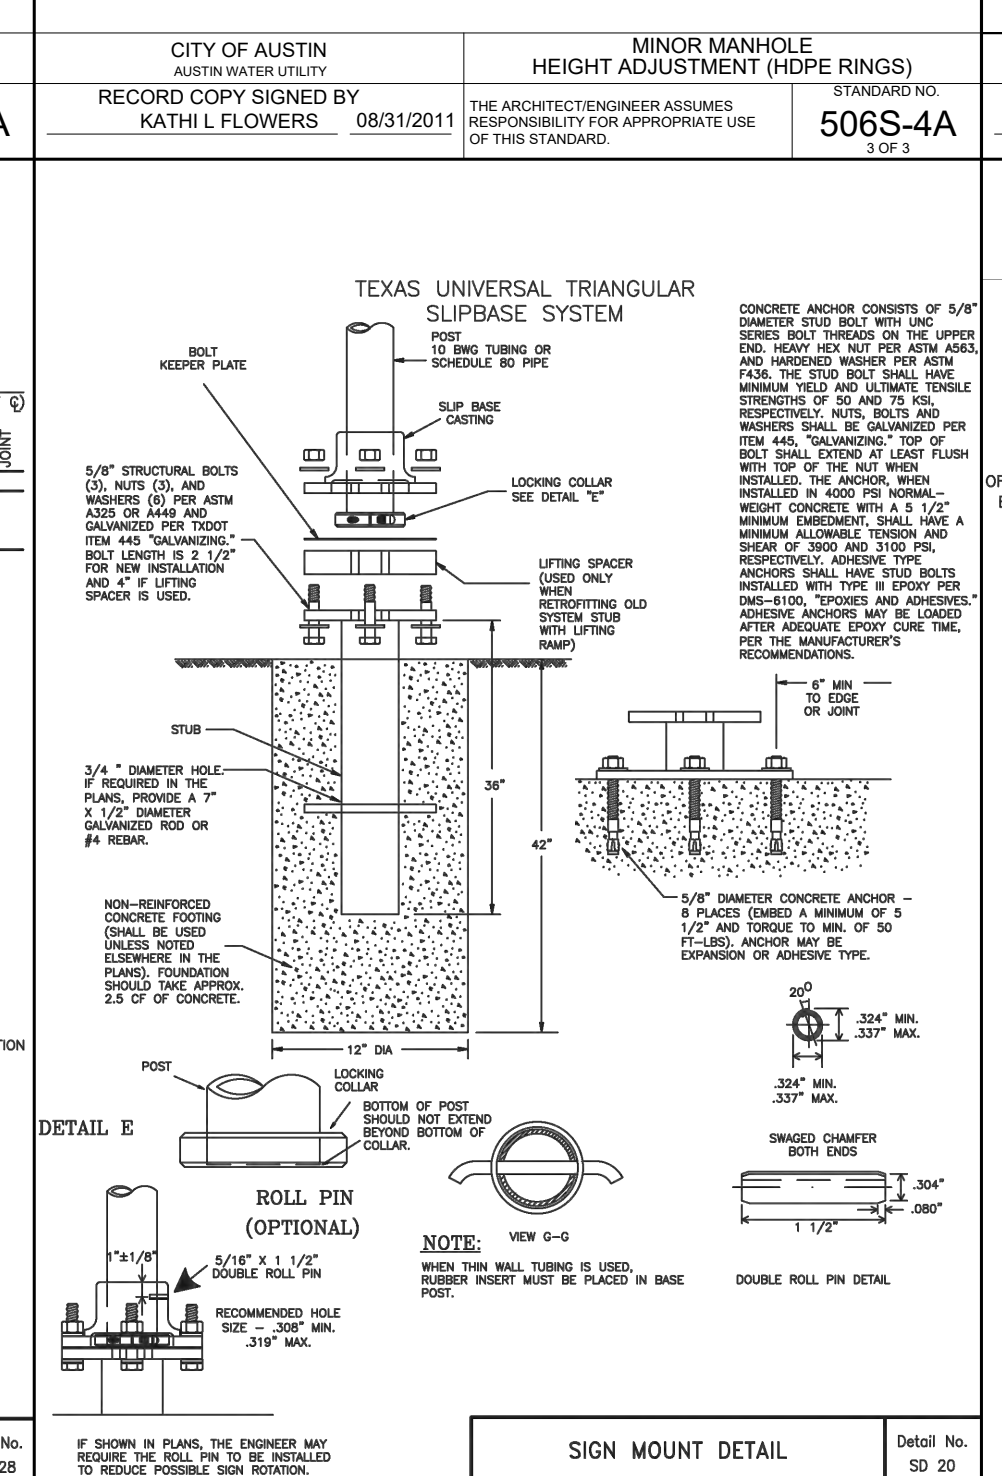 CITY OF AUSTIN
AUSTIN WATER UTILITY
RECORD COPY SIGNED BY
KATHI L FLOWERS 08/31/2011
MINOR MANHOLE
HEIGHT ADJUSTMENT (HDPE RINGS)
THE ARCHITECT/ENGINEER ASSUMES
RESPONSIBILITY FOR APPROPRIATE USE
OF THIS STANDARD.
STANDARD NO.
506S-4A
3 OF 3
TEXAS UNIVERSAL TRIANGULAR
SLIPBASE SYSTEM
POST
10 BWG TUBING OR
SCHEDULE 80 PIPE
BOLT
KEEPER PLATE
SLIP BASE
CASTING
5/8" STRUCTURAL BOLTS
(3), NUTS (3), AND
WASHERS (6) PER ASTM
A325 OR A449 AND
GALVANIZED PER TXDOT
ITEM 445 "GALVANIZING."
BOLT LENGTH IS 2 1/2"
FOR NEW INSTALLATION
AND 4" IF LIFTING
SPACER IS USED.
LOCKING COLLAR
SEE DETAIL "E"
LIFTING SPACER
(USED ONLY
WHEN
RETROFITTING OLD
SYSTEM STUB
WITH LIFTING
RAMP)
CONCRETE ANCHOR CONSISTS OF 5/8"
DIAMETER STUD BOLT WITH UNC
SERIES BOLT THREADS ON THE UPPER
END. HEAVY HEX NUT PER ASTM A563,
AND HARDENED WASHER PER ASTM
F436. THE STUD BOLT SHALL HAVE
MINIMUM YIELD AND ULTIMATE TENSILE
STRENGTHS OF 50 AND 75 KSI,
RESPECTIVELY. NUTS, BOLTS AND
WASHERS SHALL BE GALVANIZED PER
ITEM 445, "GALVANIZING." TOP OF
BOLT SHALL EXTEND AT LEAST FLUSH
WITH TOP OF THE NUT WHEN
INSTALLED. THE ANCHOR, WHEN
INSTALLED IN 4000 PSI NORMAL-
WEIGHT CONCRETE WITH A 5 1/2"
MINIMUM EMBEDMENT, SHALL HAVE A
MINIMUM ALLOWABLE TENSION AND
SHEAR OF 3900 AND 3100 PSI,
RESPECTIVELY. ADHESIVE TYPE
ANCHORS SHALL HAVE STUD BOLTS
INSTALLED WITH TYPE III EPOXY PER
DMS-6100, "EPOXIES AND ADHESIVES."
ADHESIVE ANCHORS MAY BE LOADED
AFTER ADEQUATE EPOXY CURE TIME,
PER THE MANUFACTURER'S
RECOMMENDATIONS.
6" MIN
TO EDGE
OR JOINT
STUB
3/4 " DIAMETER HOLE.
IF REQUIRED IN THE
PLANS, PROVIDE A 7"
X 1/2" DIAMETER
GALVANIZED ROD OR
#4 REBAR.
36"
42"
NON-REINFORCED
CONCRETE FOOTING
(SHALL BE USED
UNLESS NOTED
ELSEWHERE IN THE
PLANS). FOUNDATION
SHOULD TAKE APPROX.
2.5 CF OF CONCRETE.
5/8" DIAMETER CONCRETE ANCHOR -
8 PLACES (EMBED A MINIMUM OF 5
1/2" AND TORQUE TO MIN. OF 50
FT-LBS). ANCHOR MAY BE
EXPANSION OR ADHESIVE TYPE.
12" DIA
20⁰
.324" MIN.
.337" MAX.
.324" MIN.
.337" MAX.
POST
LOCKING
COLLAR
BOTTOM OF POST
SHOULD NOT EXTEND
BEYOND BOTTOM OF
COLLAR.
DETAIL E
ROLL PIN
(OPTIONAL)
VIEW G-G
SWAGED CHAMFER
BOTH ENDS
.304"
.080"
1 1/2"
DOUBLE ROLL PIN DETAIL
NOTE:
WHEN THIN WALL TUBING IS USED,
RUBBER INSERT MUST BE PLACED IN BASE
POST.
1"±1/8"
5/16" X 1 1/2"
DOUBLE ROLL PIN
RECOMMENDED HOLE
SIZE - .308" MIN.
.319" MAX.
IF SHOWN IN PLANS, THE ENGINEER MAY
REQUIRE THE ROLL PIN TO BE INSTALLED
TO REDUCE POSSIBLE SIGN ROTATION.
SIGN MOUNT DETAIL
Detail No.
SD 20
JOINT
No.
28